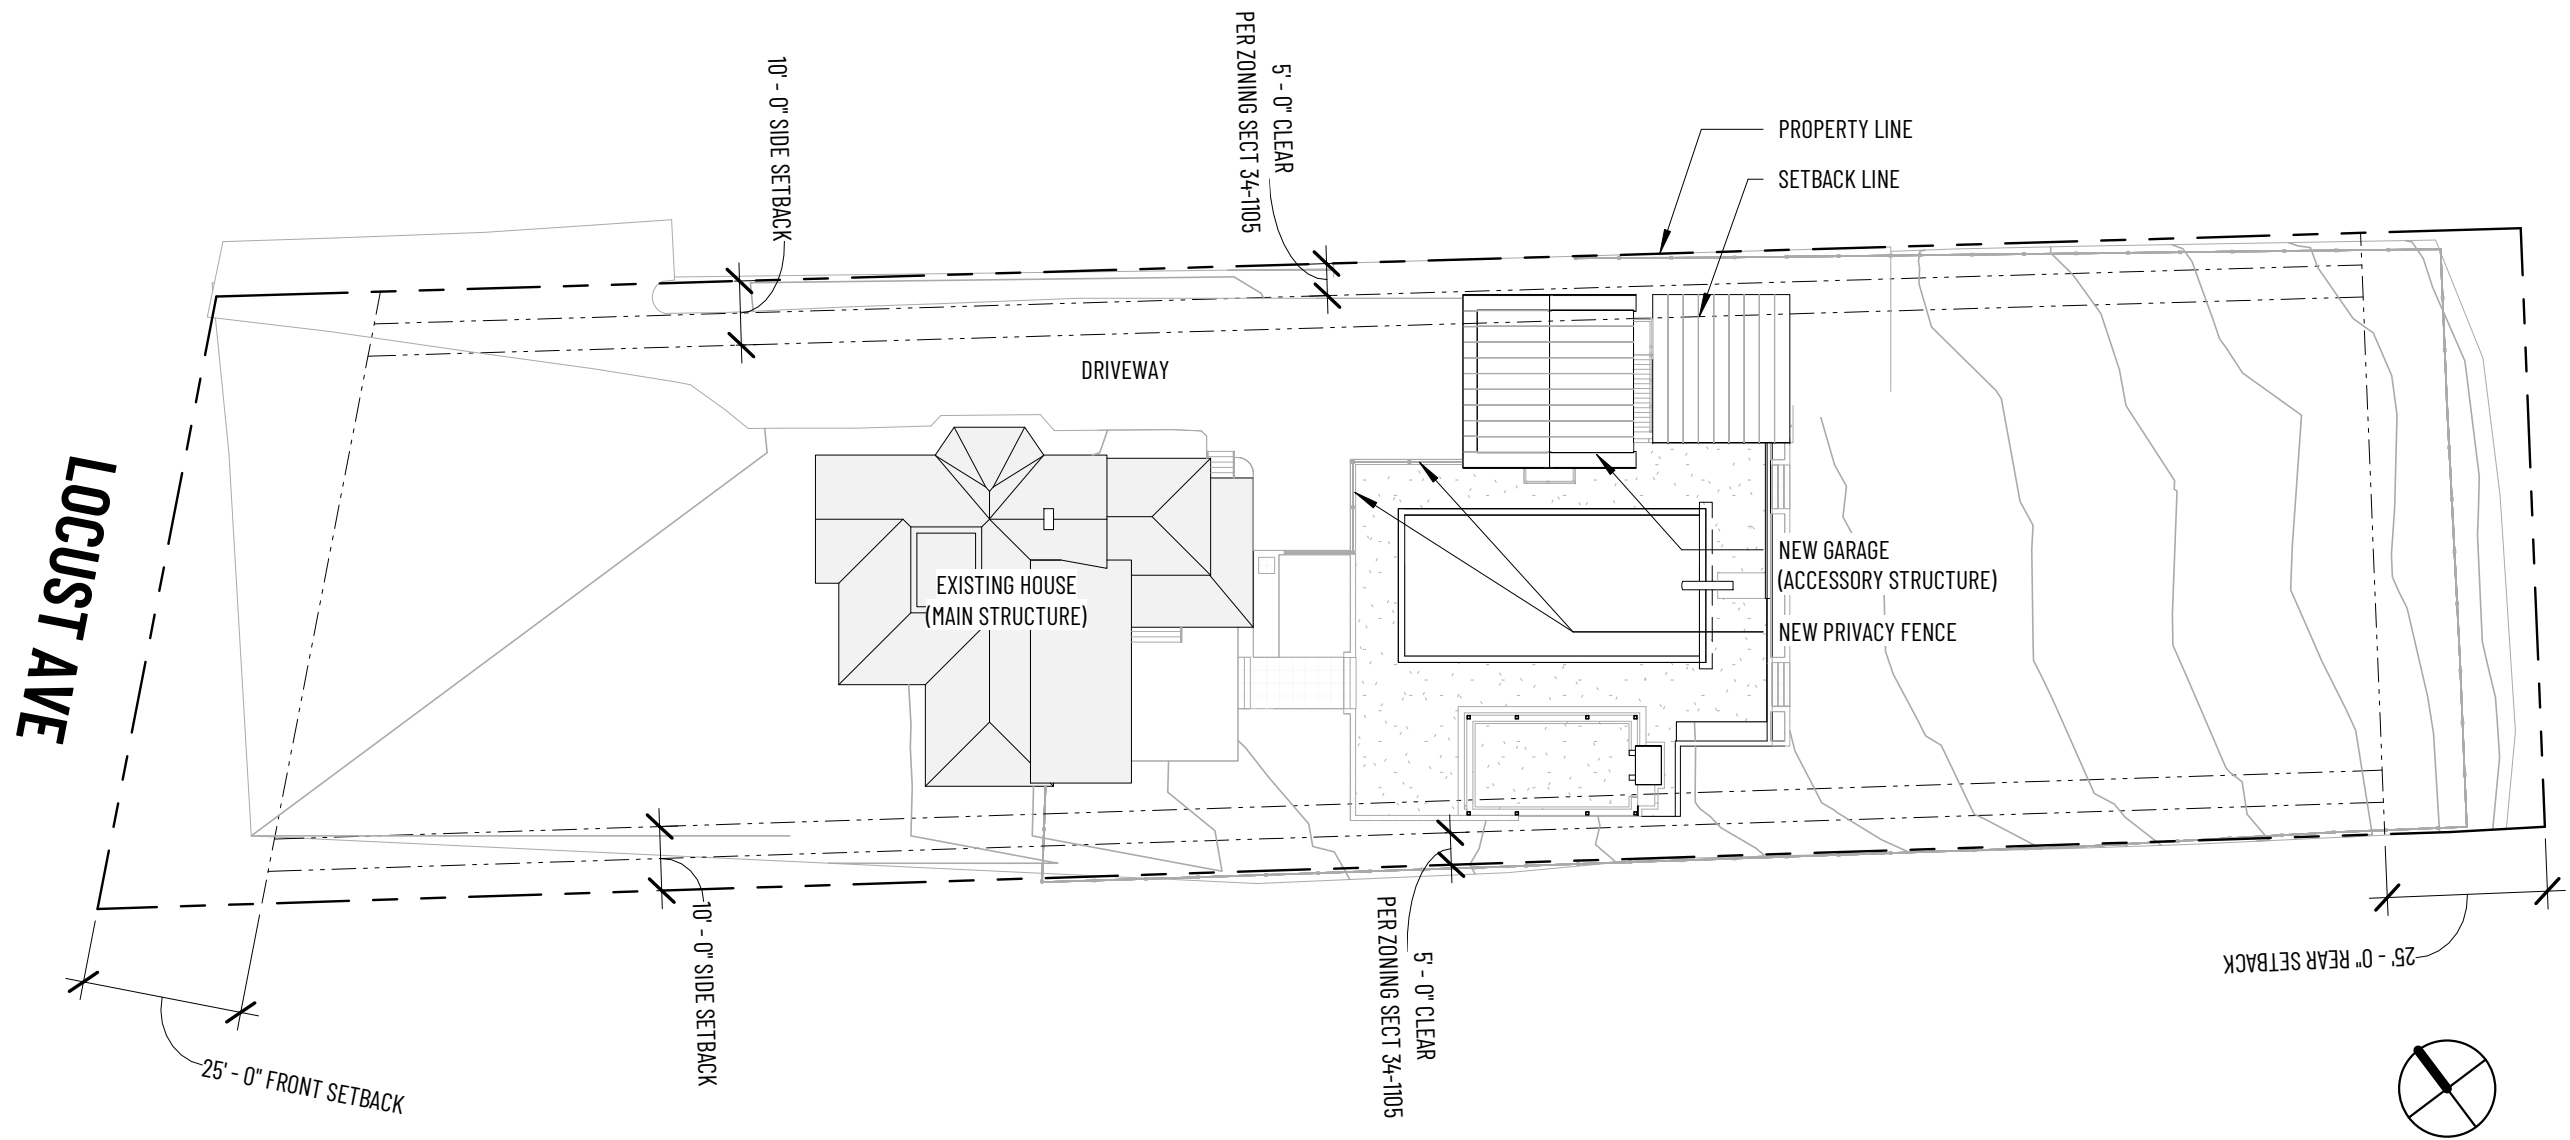 10' - 0" SIDE SETBACK
5' - 0" CLEAR
PER ZONING SECT 34-1105
PROPERTY LINE
SETBACK LINE
DRIVEWAY
LOCUST AVE
EXISTING HOUSE
(MAIN STRUCTURE)
NEW GARAGE
(ACCESSORY STRUCTURE)
NEW PRIVACY FENCE
10' - 0" SIDE SETBACK
5' - 0" CLEAR
PER ZONING SECT 34-1105
25' - 0" REAR SETBACK
25' - 0" FRONT SETBACK